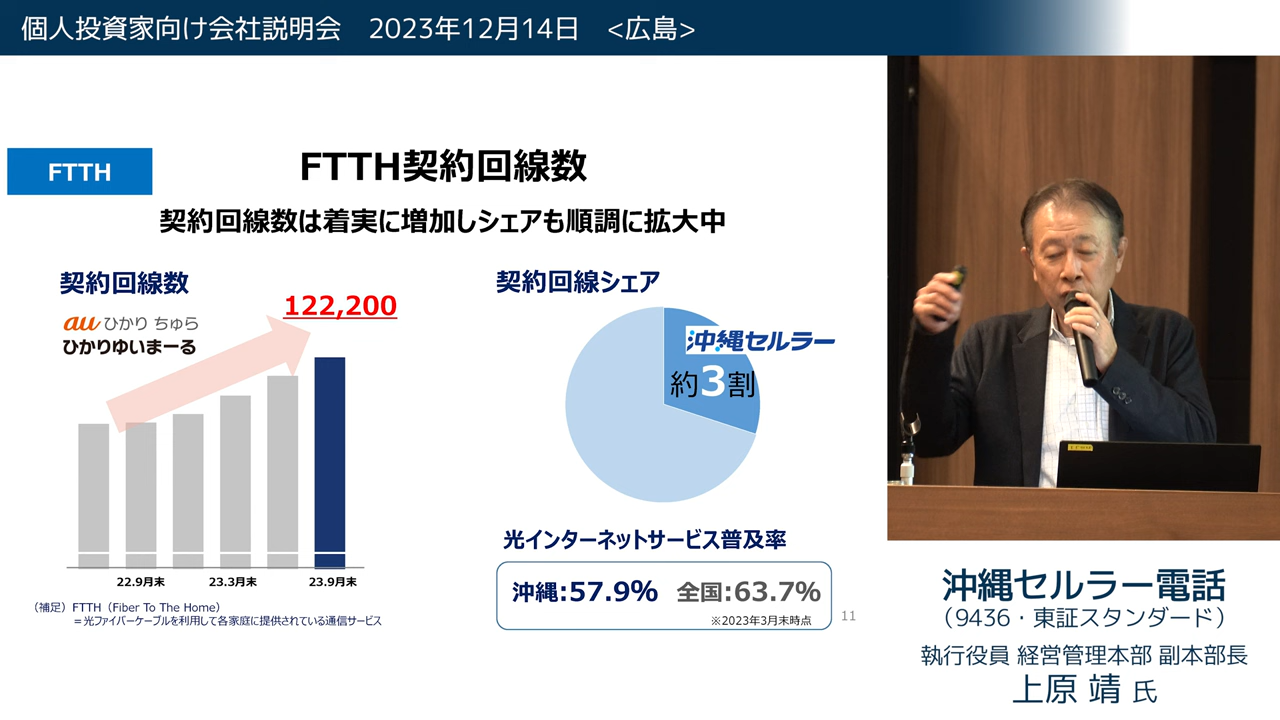 個人投資家向け会社説明会　2023年12月14日　<広島>
FTTH
FTTH契約回線数
契約回線数は着実に増加しシェアも順調に拡大中
契約回線数
au ひかり ちゅら
ひかりゆいまーる
122,200
22.9月末
23.3月末
23.9月末
（補足）FTTH（Fiber To The Home）
＝光ファイバーケーブルを利用して各家庭に提供されている通信サービス
契約回線シェア
沖縄セルラー
約3割
光インターネットサービス普及率
沖縄:57.9%　全国:63.7%
※2023年3月末時点
11
沖縄セルラー電話
（9436・東証スタンダード）
執行役員 経営管理本部 副本部長
上原 靖 氏